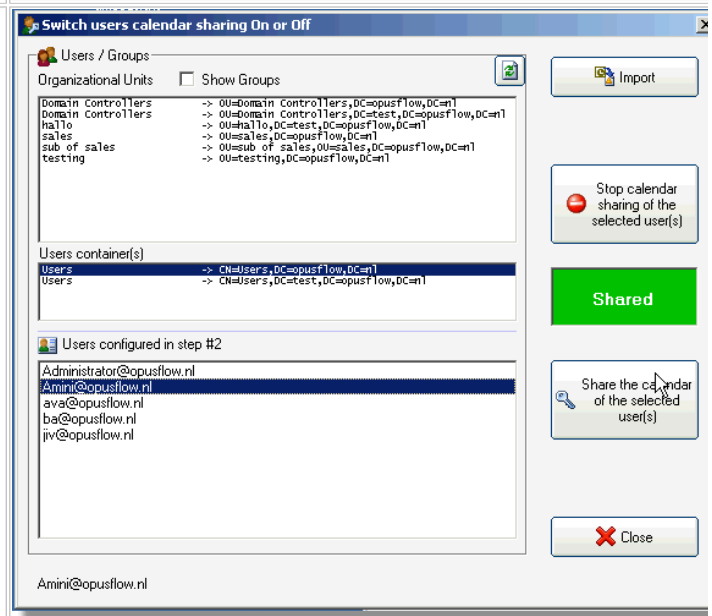 Switch users calendar sharing On or Off
Users / Groups
Organizational Units Show Groups
Import
Domain Controllers -> OU=Domain Controllers,DC=opusflow,DC=nl
Domain Controllers -> OU=Domain Controllers,DC=test,DC=opusflow,DC=nl
hallo -> OU=hallo,DC=test,DC=opusflow,DC=nl
sales -> OU=sales,DC=opusflow,DC=nl
sub of sales -> OU=sub of sales,OU=sales,DC=opusflow,DC=nl
testing -> OU=testing,DC=opusflow,DC=nl
Stop calendar
sharing of the
selected user(s)
Users container(s)
Users -> CN=Users,DC=opusflow,DC=nl
Users -> CN=Users,DC=test,DC=opusflow,DC=nl
Shared
Users configured in step #2
Administrator@opusflow.nl
Amini@opusflow.nl
ava@opusflow.nl
ba@opusflow.nl
jiv@opusflow.nl
Share the calendar
of the selected
user(s)
Close
Amini@opusflow.nl